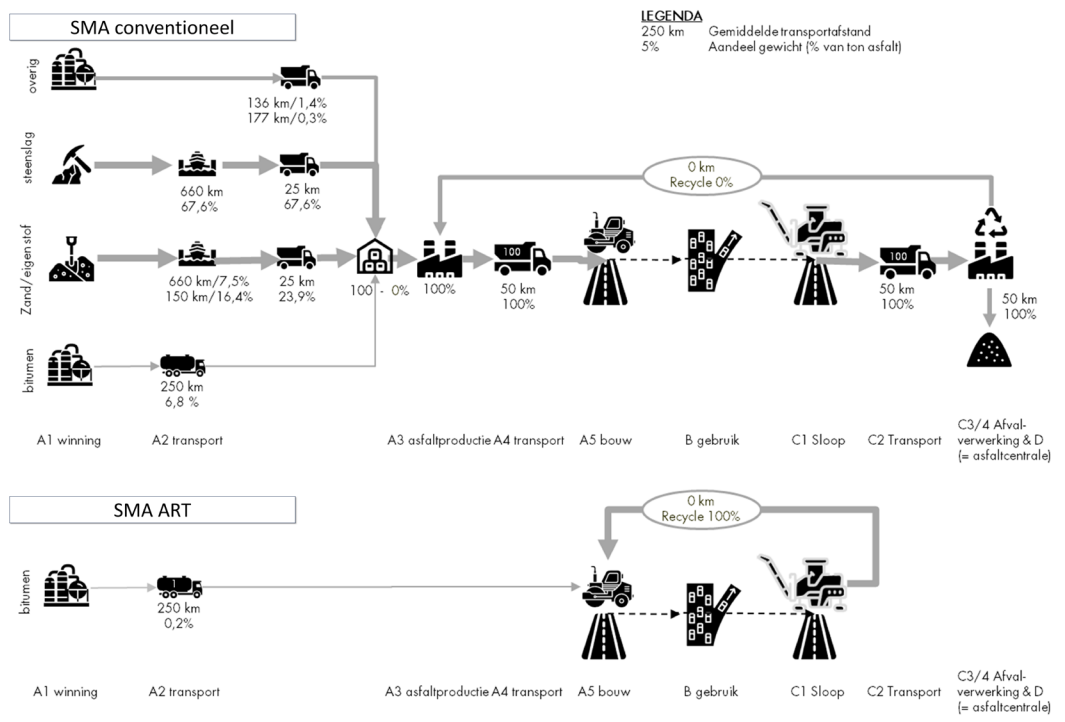 SMA conventioneel
LEGENDA
250 km Gemiddelde transportafstand
5% Aandeel gewicht (% van ton asfalt)
overig
136 km/1,4%
177 km/0,3%
steenslag
660 km
67,6%
25 km
67,6%
0 km
Recycle 0%
Zand/eigen stof
660 km/7,5%
150 km/16,4%
25 km
23,9%
100 - 0%
100%
100
50 km
100%
100
50 km
100%
50 km
100%
bitumen
250 km
6,8 %
A1 winning
A2 transport
A3 asfaltproductie
A4 transport
A5 bouw
B gebruik
C1 Sloop
C2 Transport
C3/4 Afval-
verwerking & D
(= asfaltcentrale)
SMA ART
0 km
Recycle 100%
bitumen
1
250 km
0,2%
A1 winning
A2 transport
A3 asfaltproductie
A4 transport
A5 bouw
B gebruik
C1 Sloop
C2 Transport
C3/4 Afval-
verwerking & D
(= asfaltcentrale)